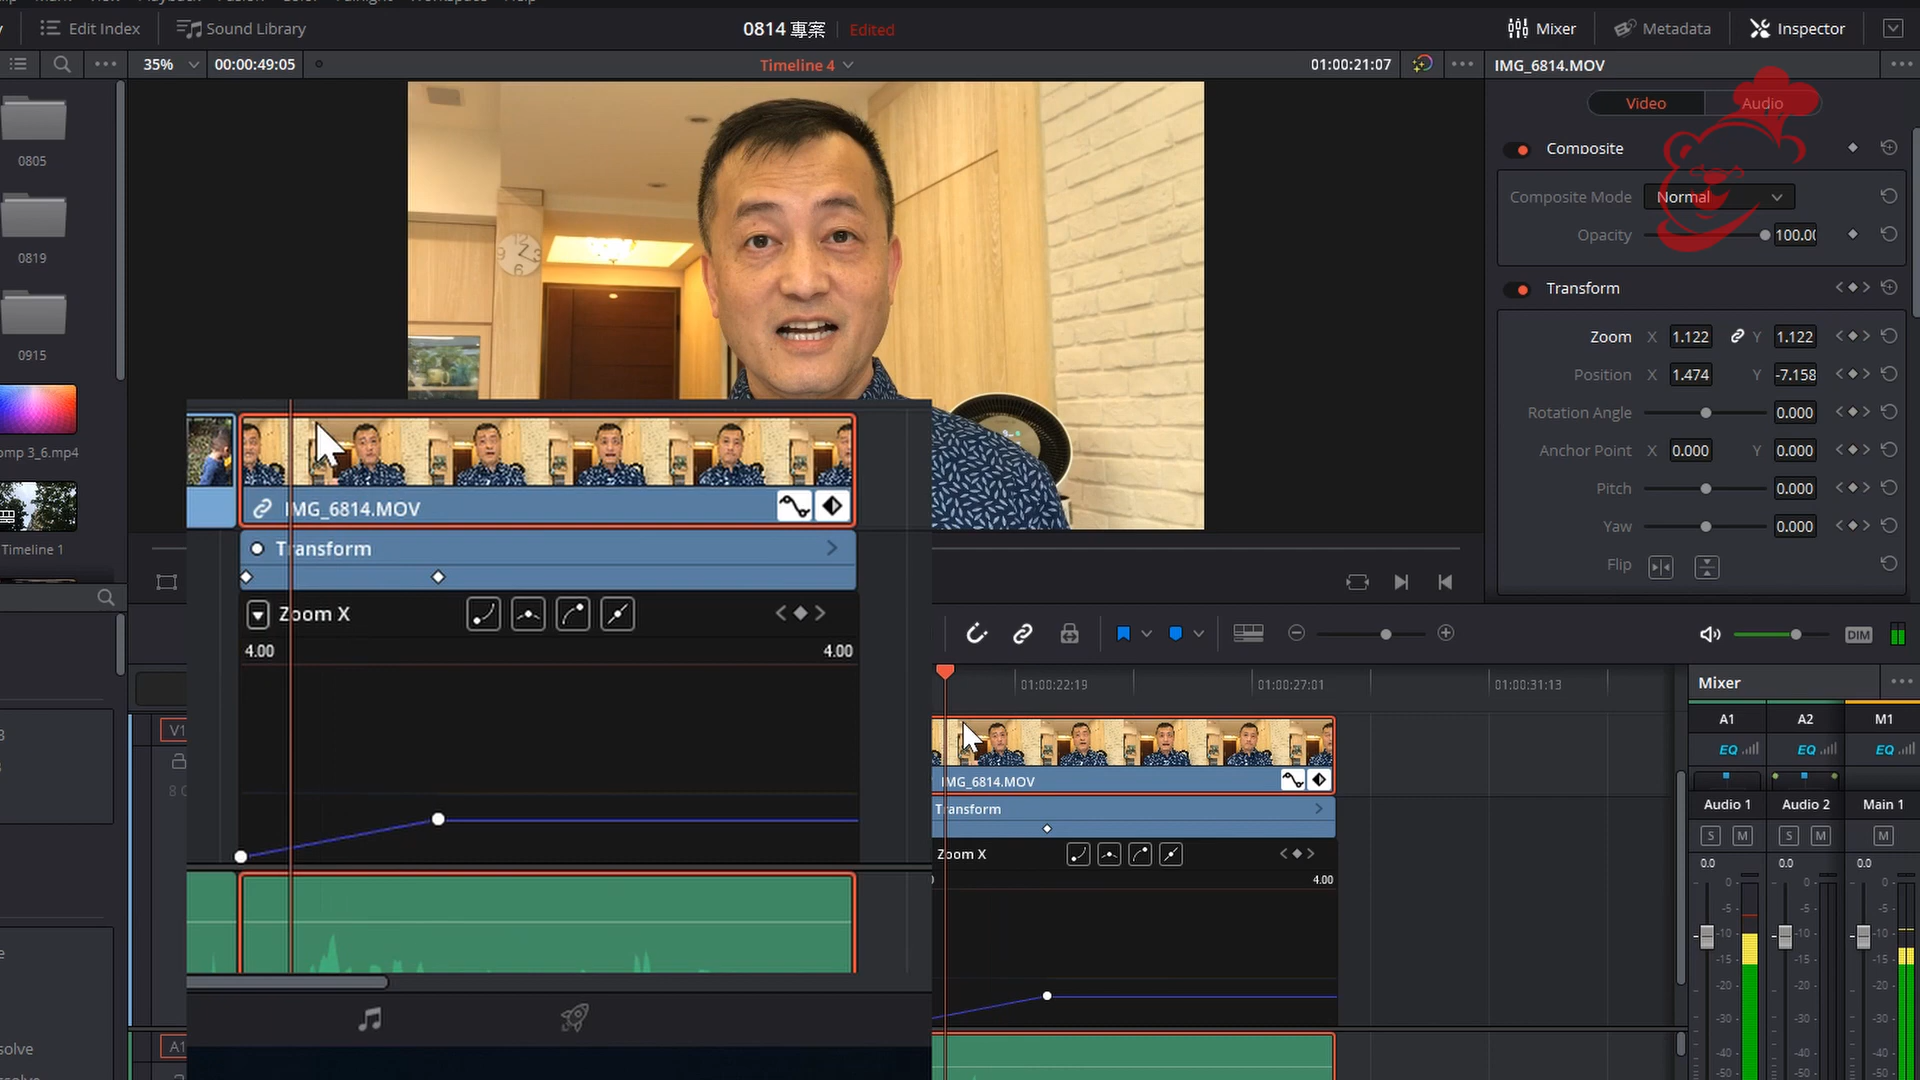 Edit Index
Sound Library
0814 專案
Edited
Mixer
Metadata
Inspector
35%
00:00:49:05
Timeline 4
01:00:21:07
IMG_6814.MOV
Video
Audio
0805
0819
0915
omp 3_6.mp4
Timeline 1
Composite
Composite Mode
Normal
Opacity
100.00
Transform
Zoom X 1.122 Y 1.122
Position X 1.474 Y -7.158
Rotation Angle 0.000
Anchor Point X 0.000 Y 0.000
Pitch 0.000
Yaw 0.000
Flip
IMG_6814.MOV
Transform
Zoom X
4.00
4.00
DIM
01:00:22:19
01:00:27:01
01:00:31:13
V1
IMG_6814.MOV
Transform
Zoom X
4.00
A1
solve
Mixer
A1 A2 M1
EQ EQ EQ
Audio 1 Audio 2 Main 1
S M S M M
0.0 0.0 0.0
0 0 0
-5 -5 -5
-10 -10 -10
-15 -15 -15
-20 -20 -20
-30 -30 -30
-40 -40 -40
-50 -50 -50